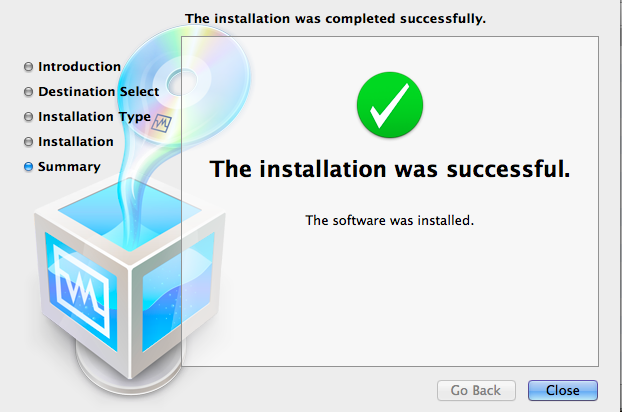 The installation was completed successfully.
Introduction
Destination Select
Installation Type
Installation
Summary
The installation was successful.
The software was installed.
Go Back
Close